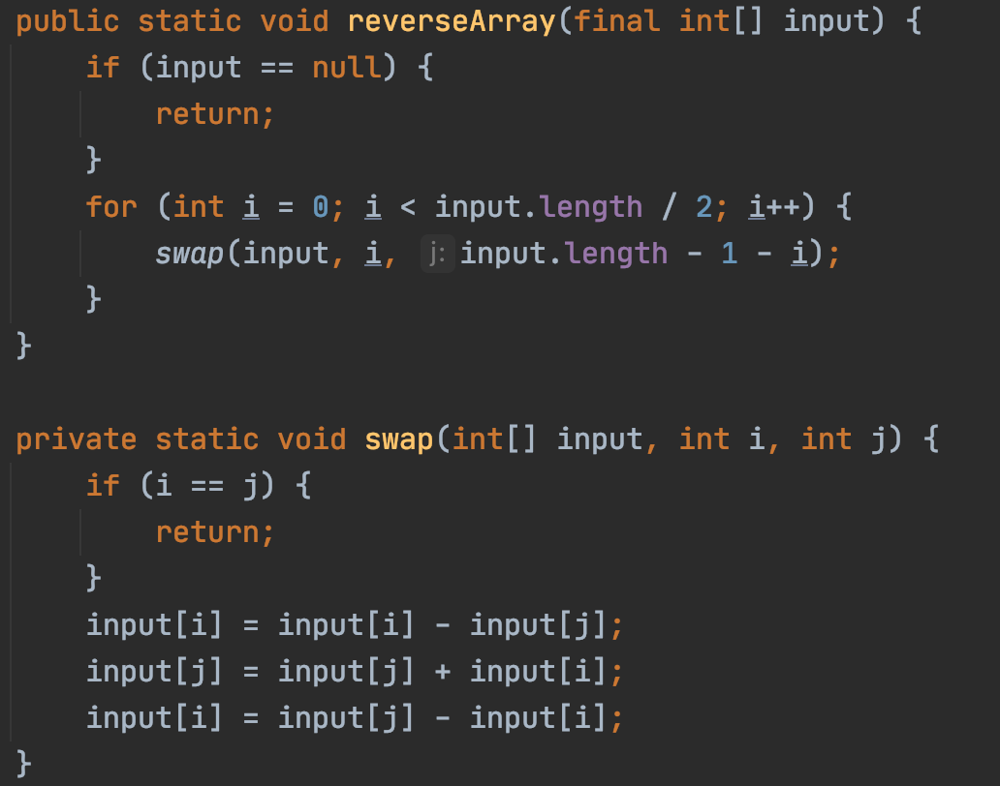 public static void reverseArray(final int[] input) {
    if (input == null) {
        return;
    }
    for (int i = 0; i < input.length / 2; i++) {
        swap(input, i, j: input.length - 1 - i);
    }
}

private static void swap(int[] input, int i, int j) {
    if (i == j) {
        return;
    }
    input[i] = input[i] - input[j];
    input[j] = input[j] + input[i];
    input[i] = input[j] - input[i];
}